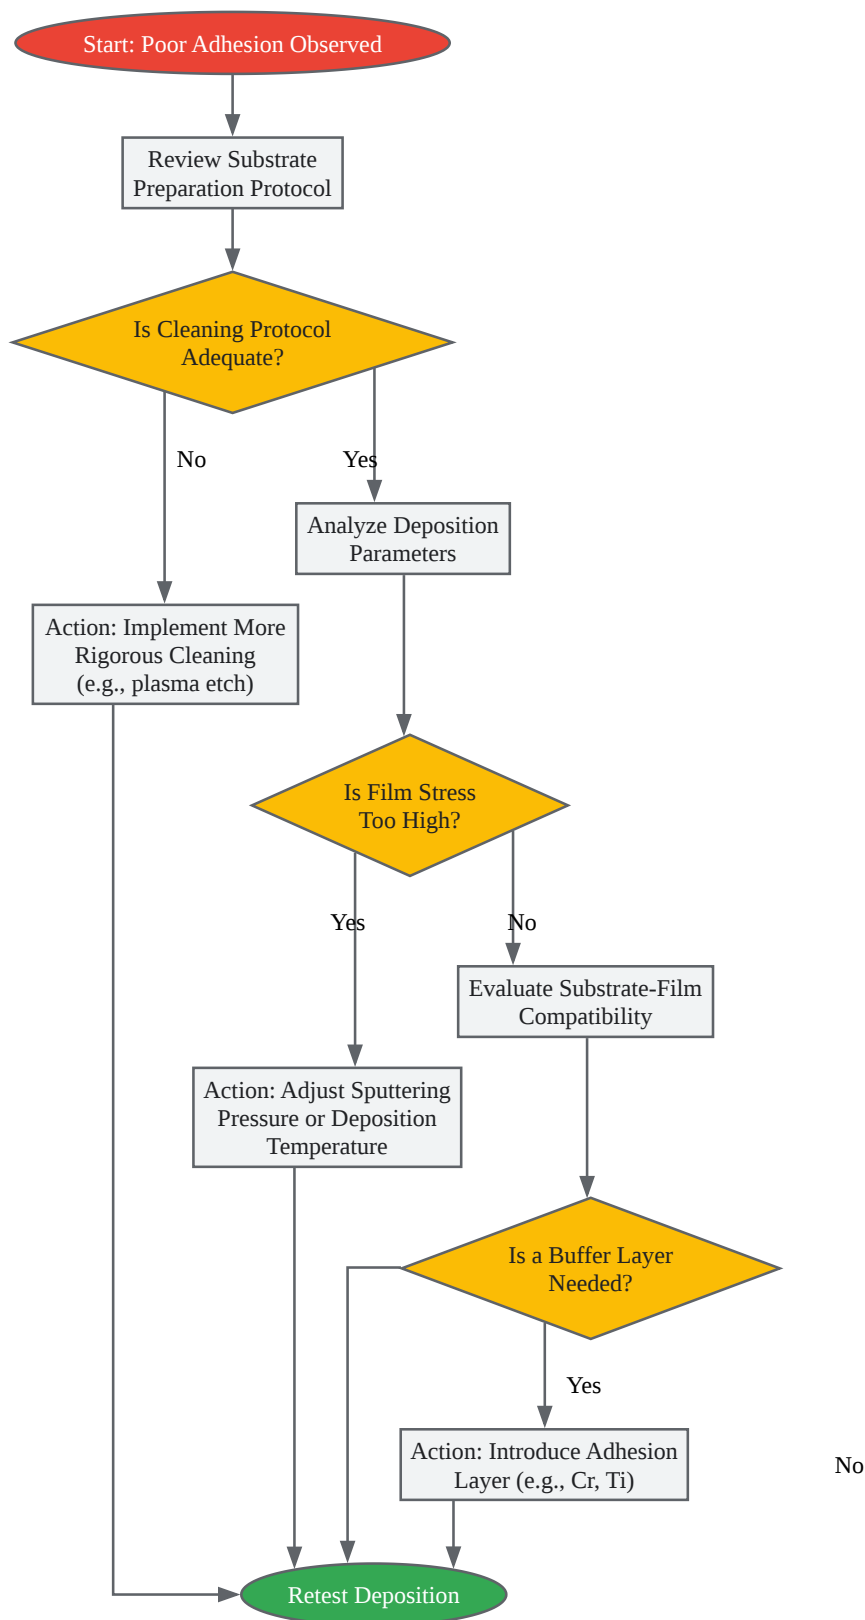 Start: Poor Adhesion Observed
Review Substrate
Preparation Protocol
Is Cleaning Protocol
Adequate?
No
Yes
Analyze Deposition
Parameters
Action: Implement More
Rigorous Cleaning
(e.g., plasma etch)
Is Film Stress
Too High?
Yes
No
Evaluate Substrate-Film
Compatibility
Action: Adjust Sputtering
Pressure or Deposition
Temperature
Is a Buffer Layer
Needed?
Yes
Action: Introduce Adhesion
Layer (e.g., Cr, Ti)
No
Retest Deposition